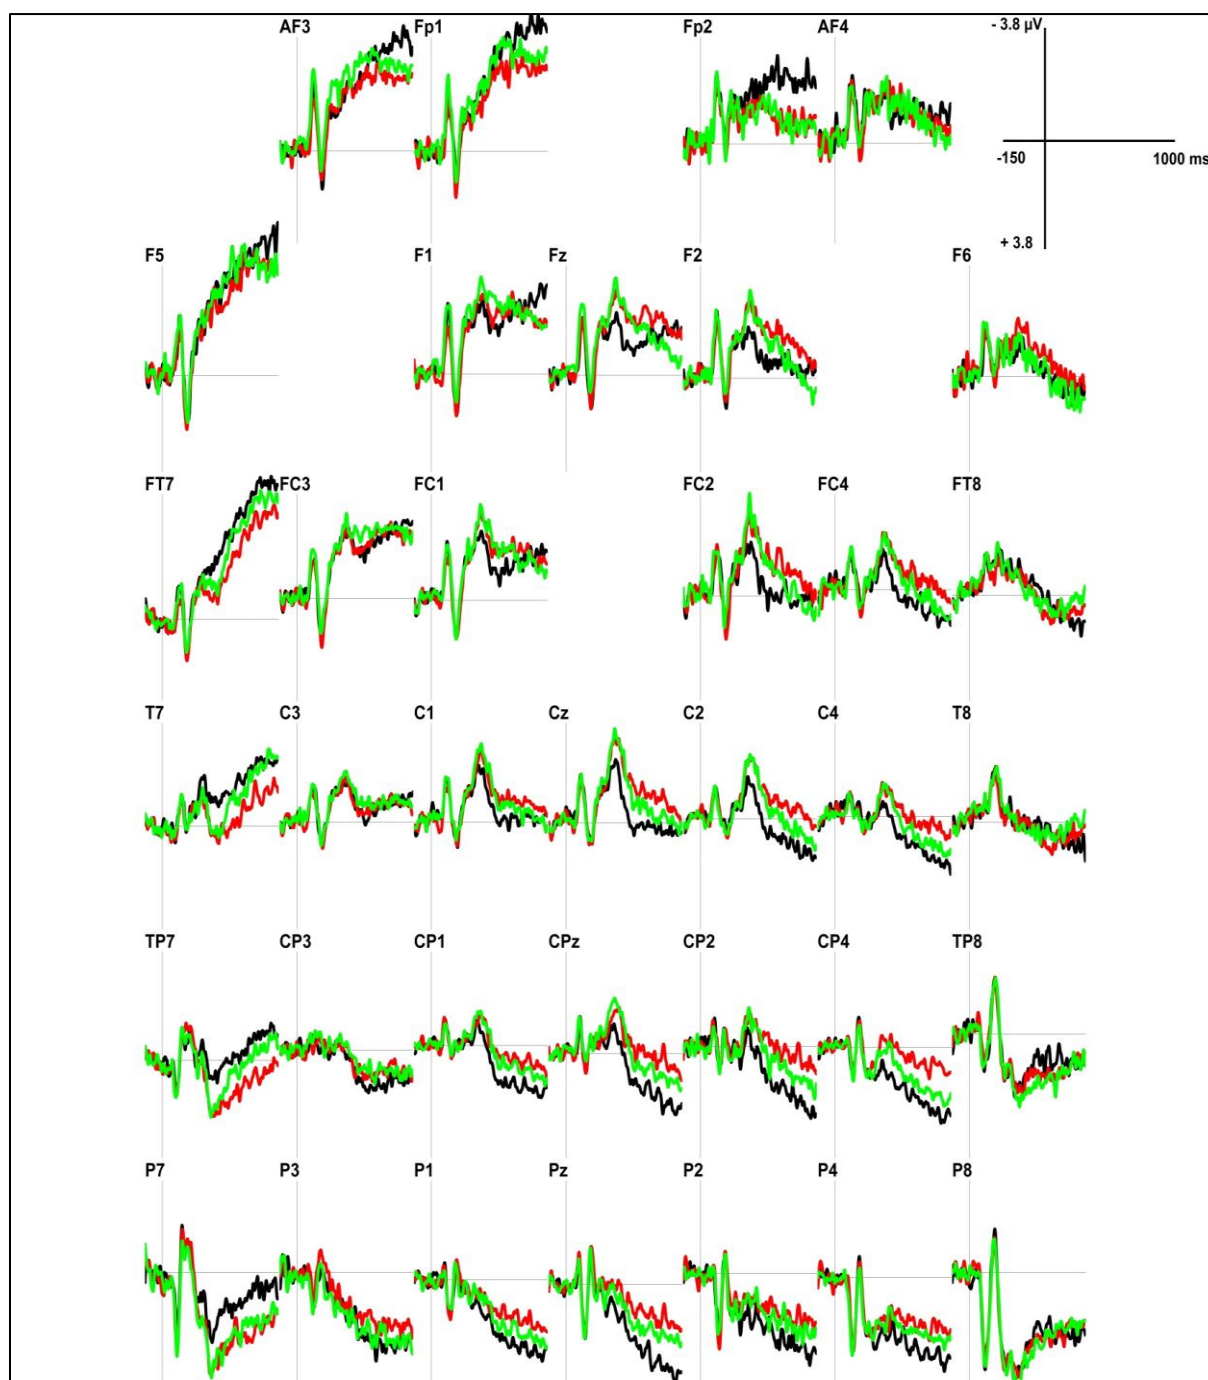 AF3 Fp1 Fp2 AF4 - 3.8 µV
-150 1000 ms
+ 3.8
F5 F1 Fz F2 F6
FT7 FC3 FC1 FC2 FC4 FT8
T7 C3 C1 Cz C2 C4 T8
TP7 CP3 CP1 CPz CP2 CP4 TP8
P7 P3 P1 Pz P2 P4 P8